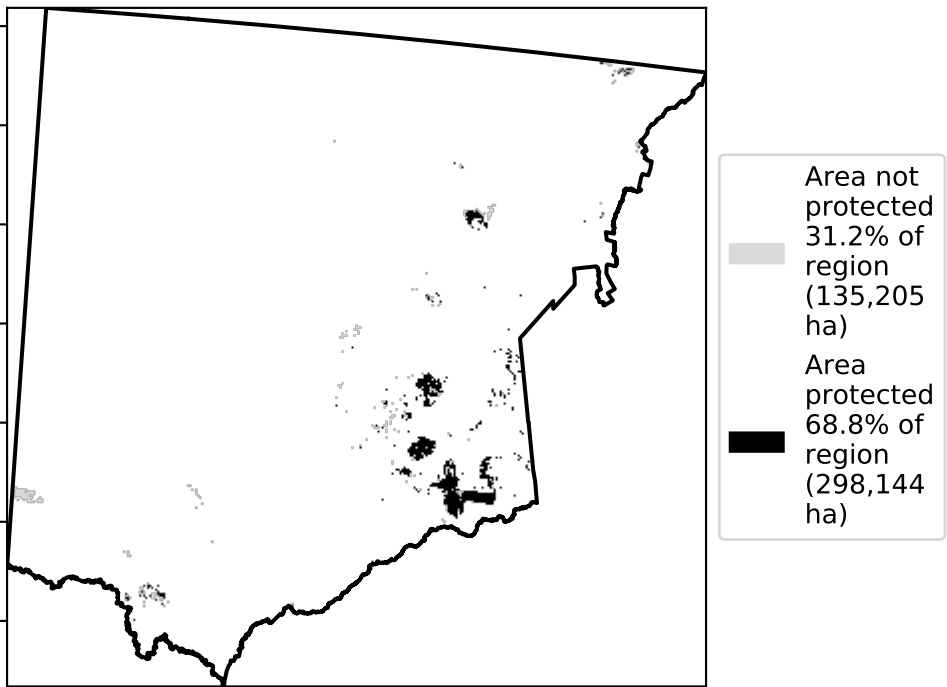 Area not
protected
31.2% of
region
(135,205
ha)
Area
protected
68.8% of
region
(298,144
ha)